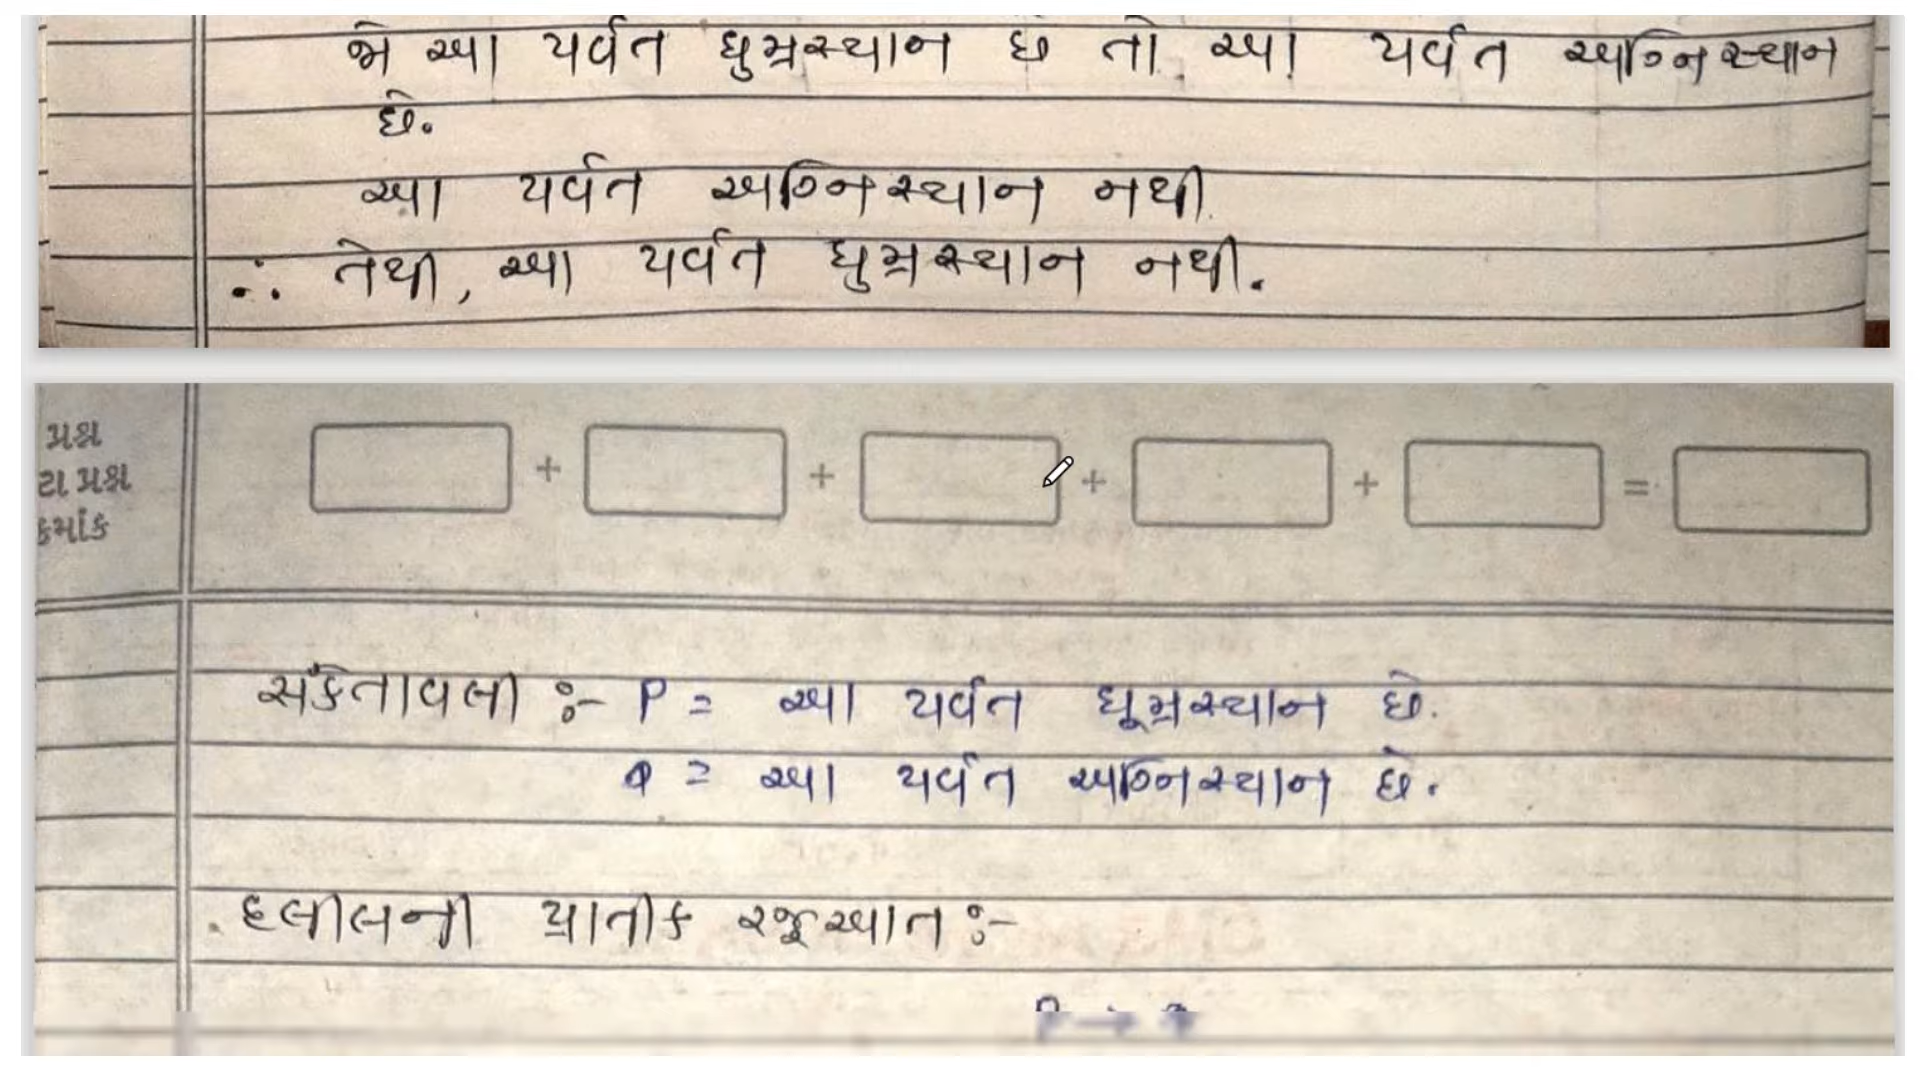 જો આ પર્વત ધુમ્રસ્થાન છે તો આ પર્વત અગ્નિસ્થાન
છે.
આ પર્વત અગ્નિસ્થાન નથી
∴ તેથી, આ પર્વત ધુમ્રસ્થાન નથી.
પ્રશ્ન
ટા પ્રશ્ન
ક્રમાંક
+ + + + =
સંકેતાવલી :- P = આ પર્વત ધૂમ્રસ્થાન છે.
q = આ પર્વત અગ્નિસ્થાન છે.
દલીલની પ્રાતીક રજૂઆત :-
P → q